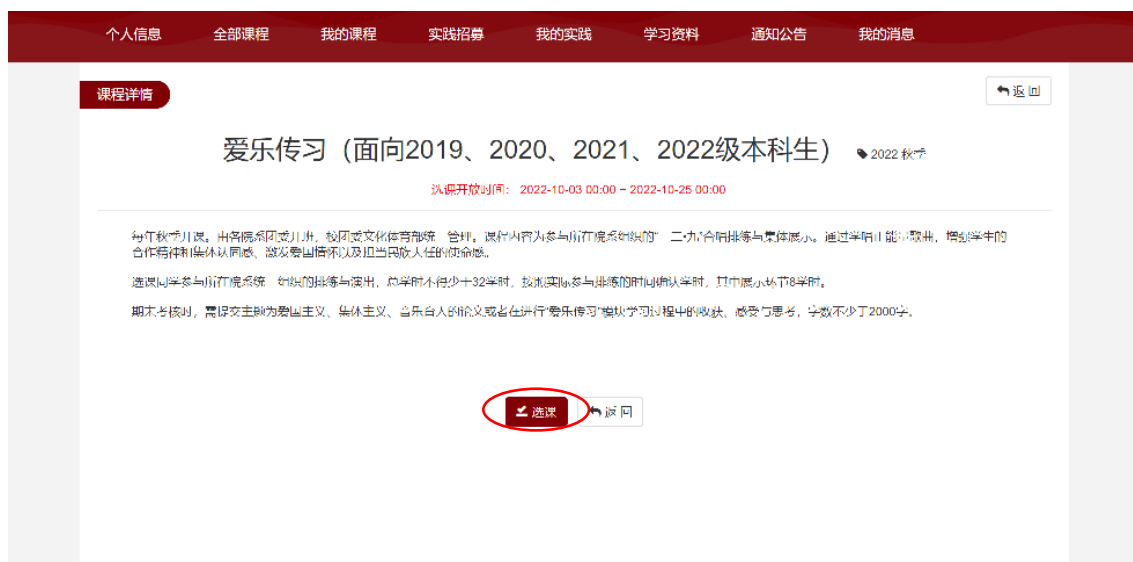 个人信息 全部课程 我的课程 实践招募 我的实践 学习资料 通知公告 我的消息
课程详情
返回
爱乐传习（面向2019、2020、2021、2022级本科生） 2022 秋季
选课开放时间： 2022-10-03 00:00 ~ 2022-10-25 00:00
每年秋季开课。由各院系团委开班，校团委文化体育部统一管理。课程内容为参与所在院系组织的“一二·九”合唱排练与集体展示。通过学唱正能量歌曲，增强学生的
合作精神和集体认同感、激发爱国情怀以及担当民族大任的使命感。
选课同学参与所在院系统一组织的排练与演出，总学时不得少于32学时，按照实际参与排练的时间确认学时，其中展示环节8学时。
期末考核时，需提交主题为爱国主义、集体主义、音乐育人的论文或者在进行“爱乐传习”模块学习过程中的收获、感受与思考，字数不少于2000字。
选课 返回